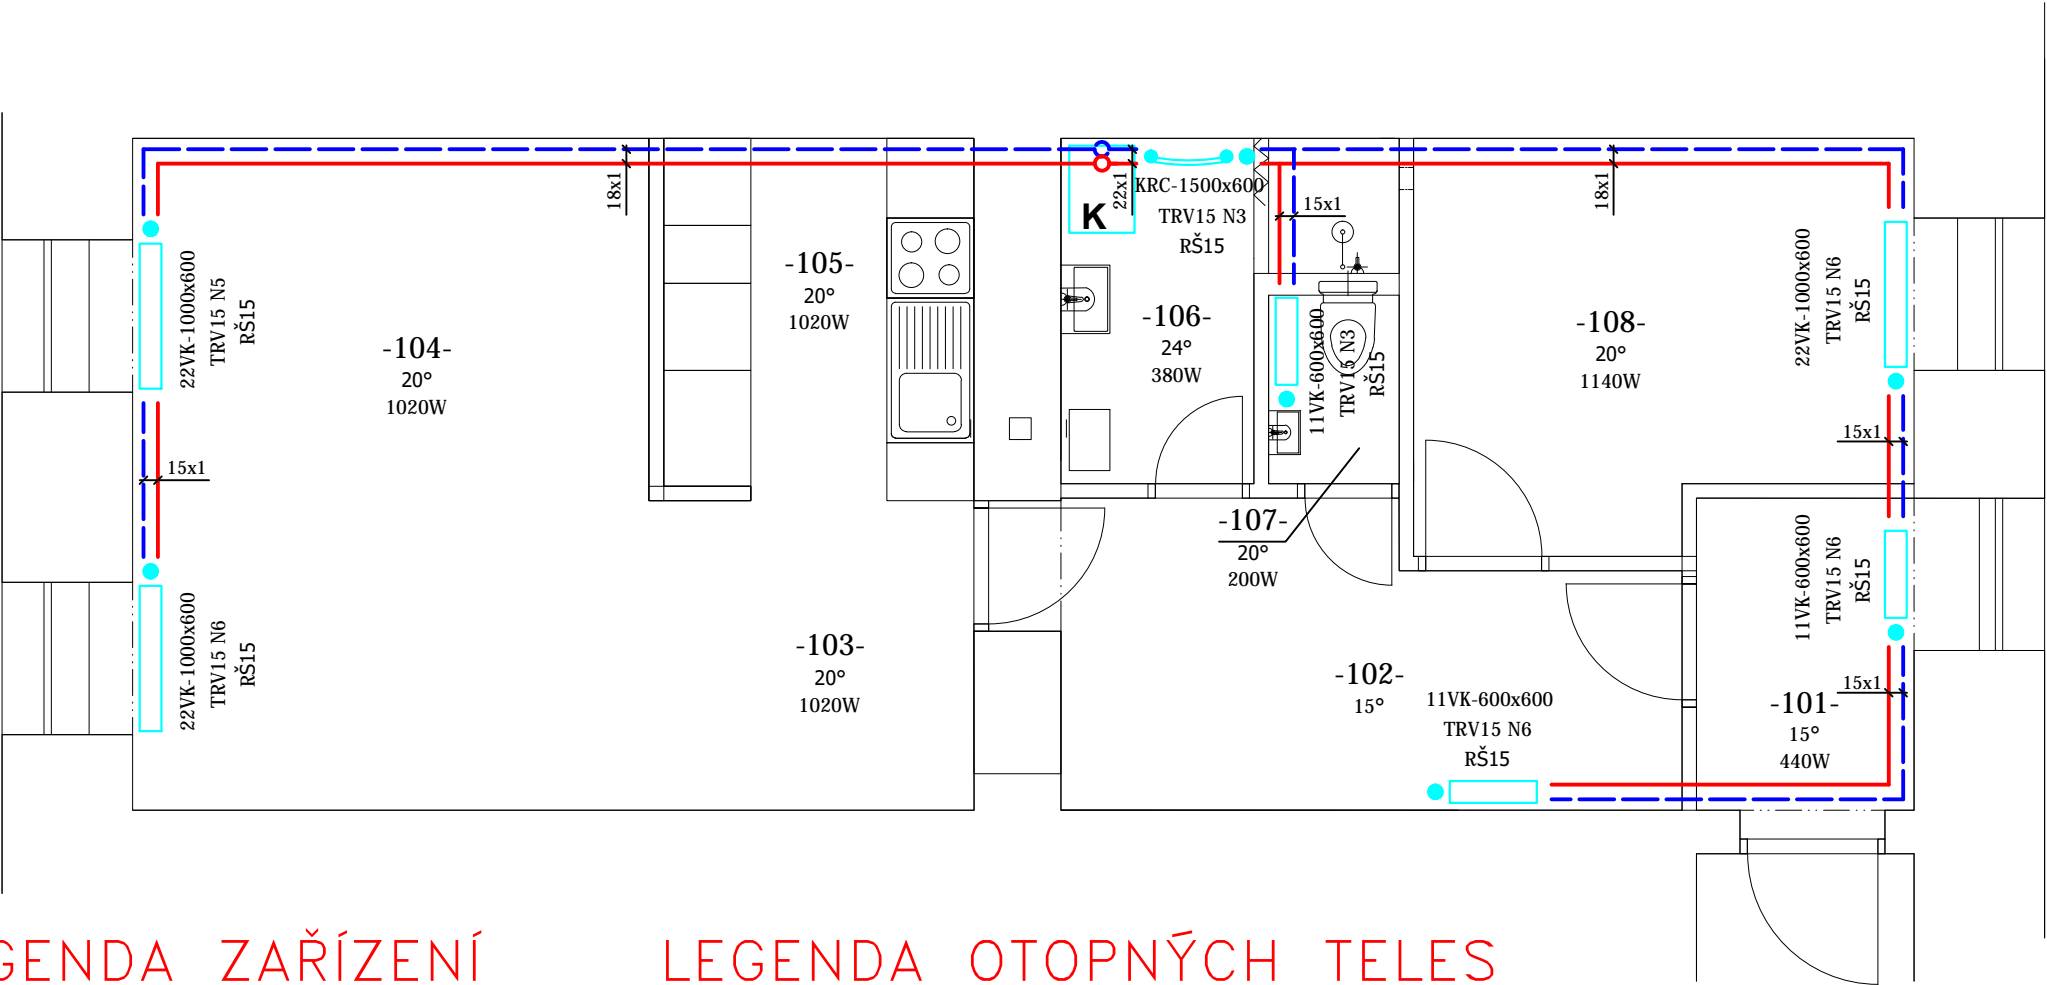 18x1
22x1
K
KRC-1500x600
TRV15 N3
RŠ15
15x1
18x1
22VK-1000x600
TRV15 N5
RŠ15
-104-
20°
1020W
-105-
20°
1020W
-106-
24°
380W
11VK-600x600
TRV15 N3
RŠ15
-108-
20°
1140W
22VK-1000x600
TRV15 N6
RŠ15
15x1
15x1
-107-
20°
200W
11VK-600x600
TRV15 N6
RŠ15
22VK-1000x600
TRV15 N6
RŠ15
-103-
20°
1020W
-102-
15°
11VK-600x600
TRV15 N6
RŠ15
15x1
-101-
15°
440W
GENDA ZAŘÍZENÍ
LEGENDA OTOPNÝCH TELES